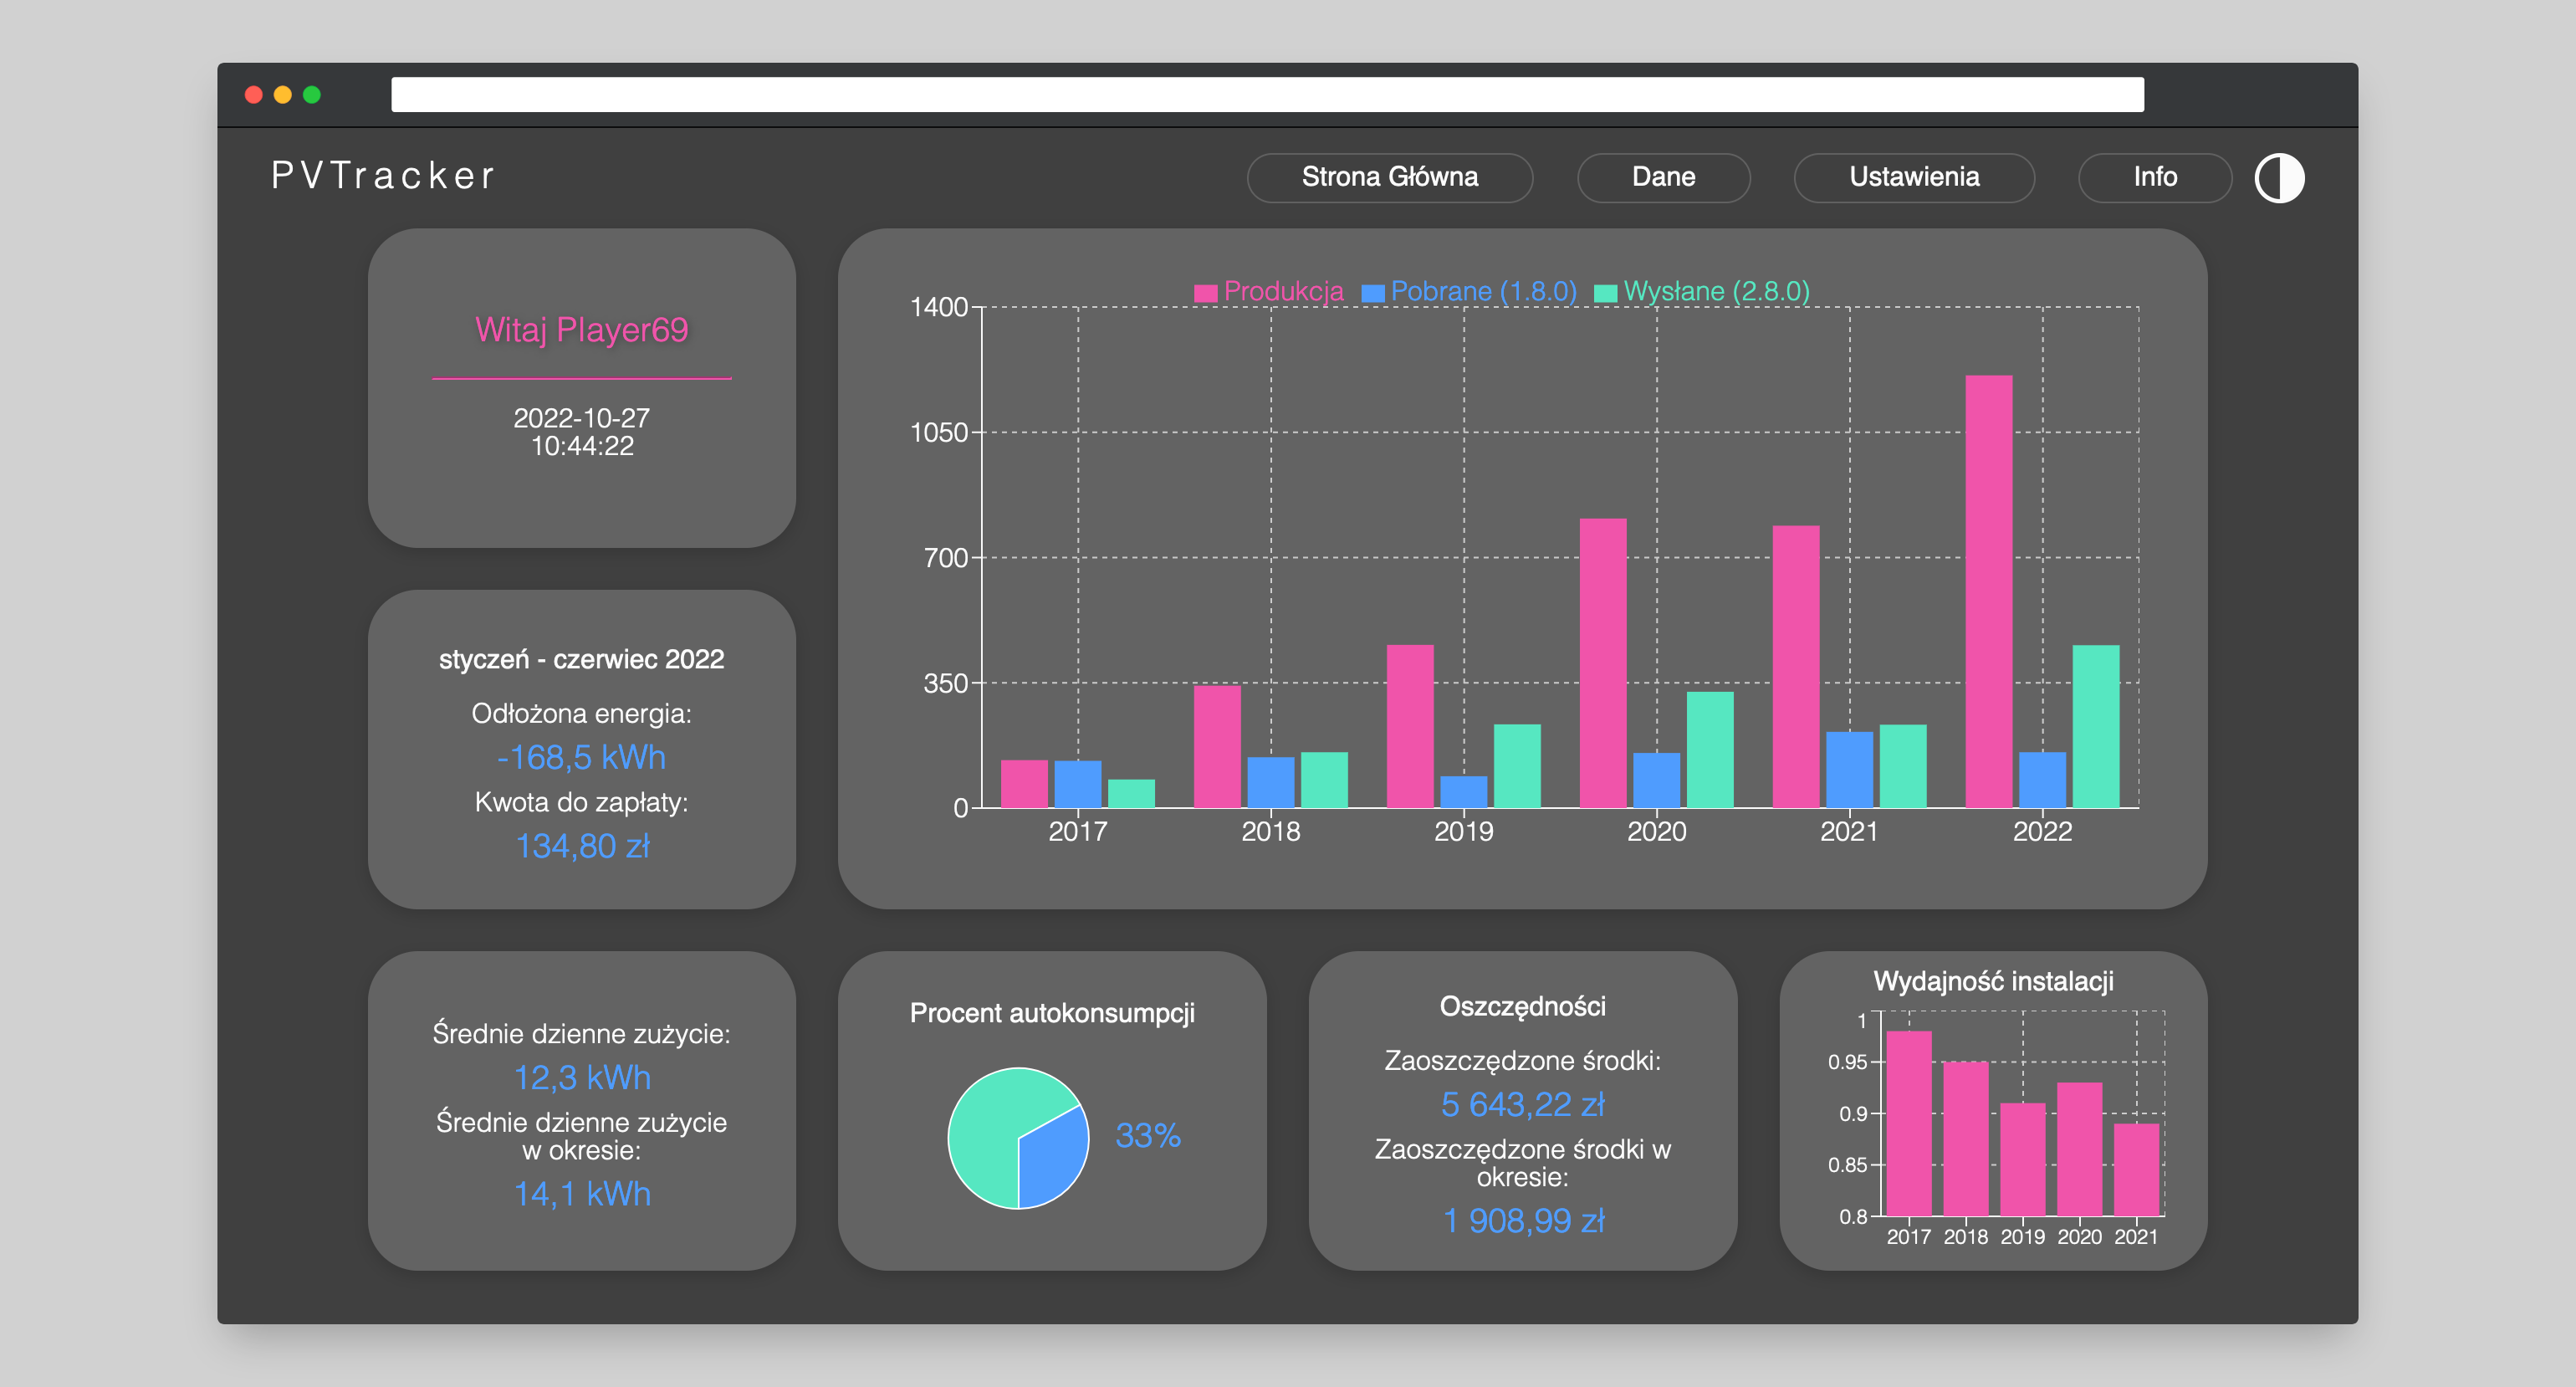 PVTracker
Strona Główna
Dane
Ustawienia
Info
Witaj Player69
2022-10-27
10:44:22
styczeń - czerwiec 2022
Odłożona energia:
-168,5 kWh
Kwota do zapłaty:
134,80 zł
Produkcja Pobrane (1.8.0) Wysłane (2.8.0)
1400
1050
700
350
0
2017 2018 2019 2020 2021 2022
Średnie dzienne zużycie:
12,3 kWh
Średnie dzienne zużycie
w okresie:
14,1 kWh
Procent autokonsumpcji
33%
Oszczędności
Zaoszczędzone środki:
5 643,22 zł
Zaoszczędzone środki w
okresie:
1 908,99 zł
Wydajność instalacji
1
0.95
0.9
0.85
0.8
2017 2018 2019 2020 2021